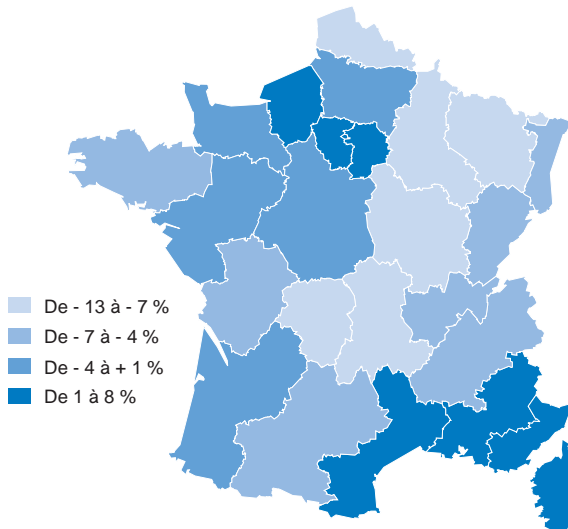 De - 13 à - 7 %
De - 7 à - 4 %
De - 4 à + 1 %
De 1 à 8 %